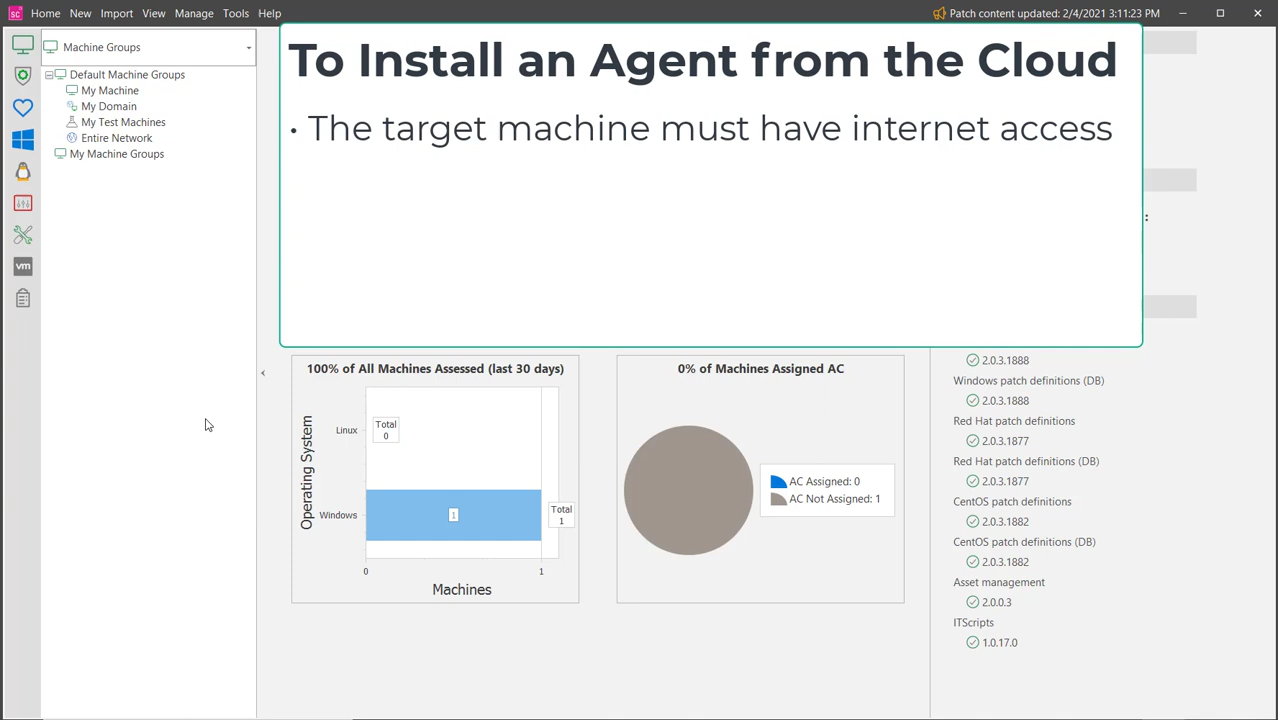 sc Home New Import View Manage Tools Help
Patch content updated: 2/4/2021 3:11:23 PM
Machine Groups
Default Machine Groups
My Machine
My Domain
My Test Machines
Entire Network
My Machine Groups
vm
To Install an Agent from the Cloud
• The target machine must have internet access
100% of All Machines Assessed (last 30 days)
Operating System
Linux
Total
0
Windows
1
Total
1
0
1
Machines
0% of Machines Assigned AC
AC Assigned: 0
AC Not Assigned: 1
:
2.0.3.1888
Windows patch definitions (DB)
2.0.3.1888
Red Hat patch definitions
2.0.3.1877
Red Hat patch definitions (DB)
2.0.3.1877
CentOS patch definitions
2.0.3.1882
CentOS patch definitions (DB)
2.0.3.1882
Asset management
2.0.0.3
ITScripts
1.0.17.0